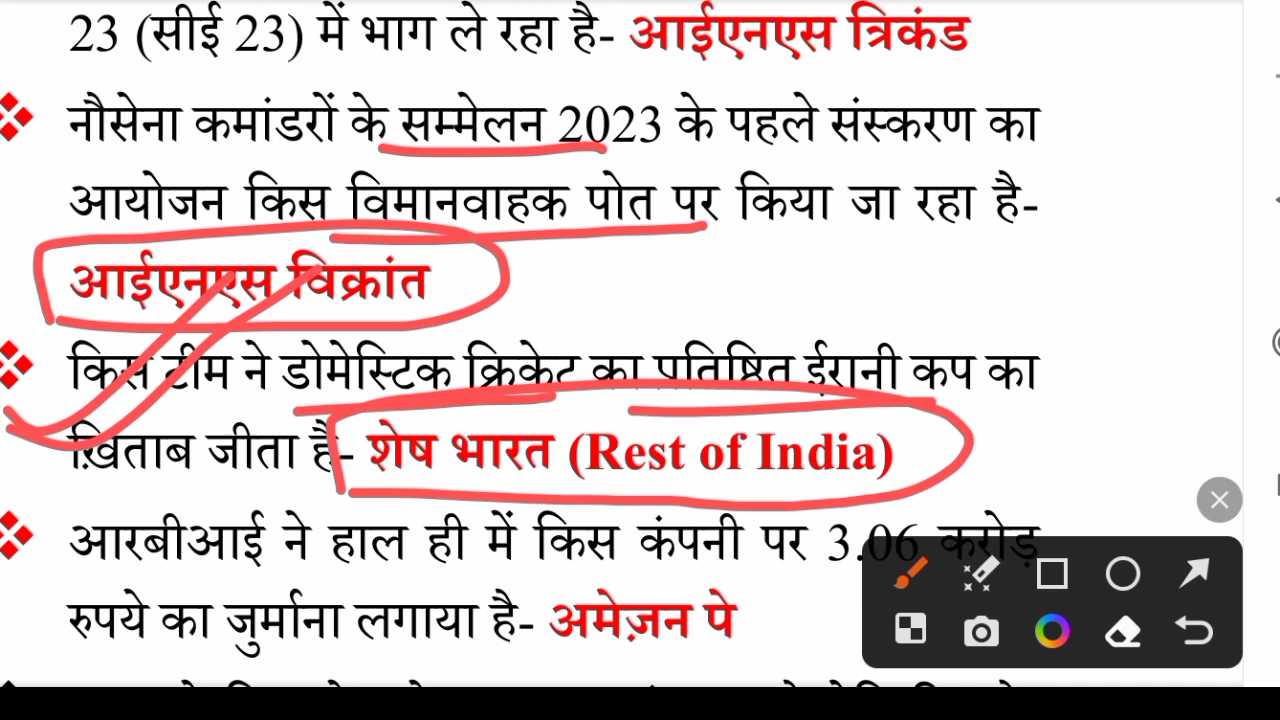 23 (सीई 23) में भाग ले रहा है- आईएनएस त्रिकंड
नौसेना कमांडरों के सम्मेलन 2023 के पहले संस्करण का
आयोजन किस विमानवाहक पोत पर किया जा रहा है-
आईएनएस विक्रांत
किस टीम ने डोमेस्टिक क्रिकेट का प्रतिष्ठित ईरानी कप का
ख़िताब जीता है- शेष भारत (Rest of India)
आरबीआई ने हाल ही में किस कंपनी पर 3.06 करोड़
रुपये का जुर्माना लगाया है- अमेज़न पे